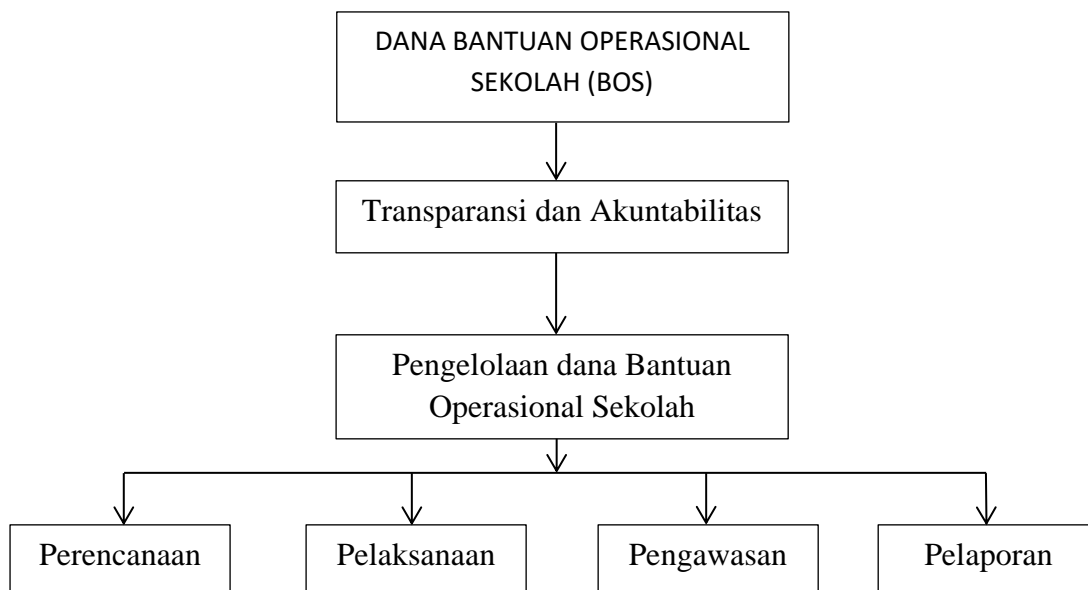 DANA BANTUAN OPERASIONAL
SEKOLAH (BOS)
Transparansi dan Akuntabilitas
Pengelolaan dana Bantuan
Operasional Sekolah
Perencanaan
Pelaksanaan
Pengawasan
Pelaporan